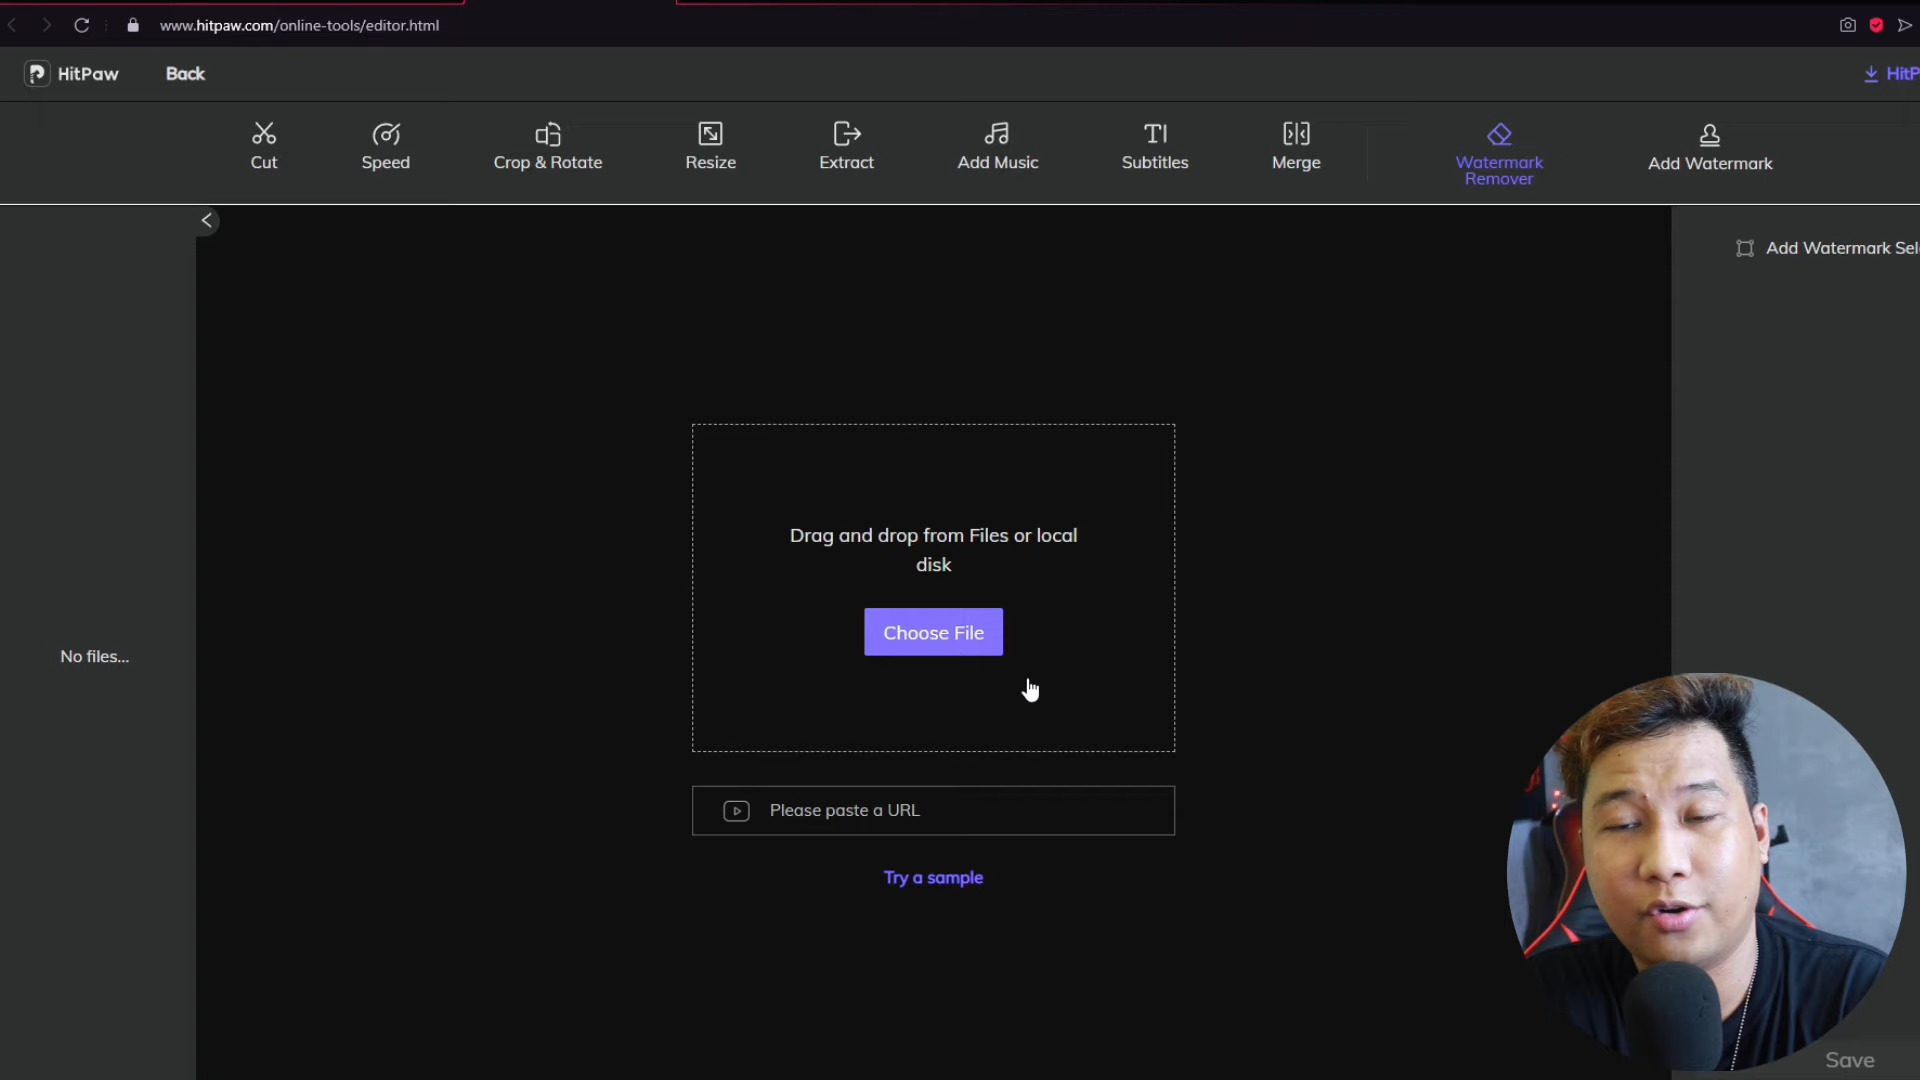 www.hitpaw.com/online-tools/editor.html
HitPaw
Back
HitP
Cut
Speed
Crop & Rotate
Resize
Extract
Add Music
Subtitles
Merge
Watermark
Remover
Add Watermark
Add Watermark Sel
Drag and drop from Files or local
disk
Choose File
No files...
Please paste a URL
Try a sample
Save